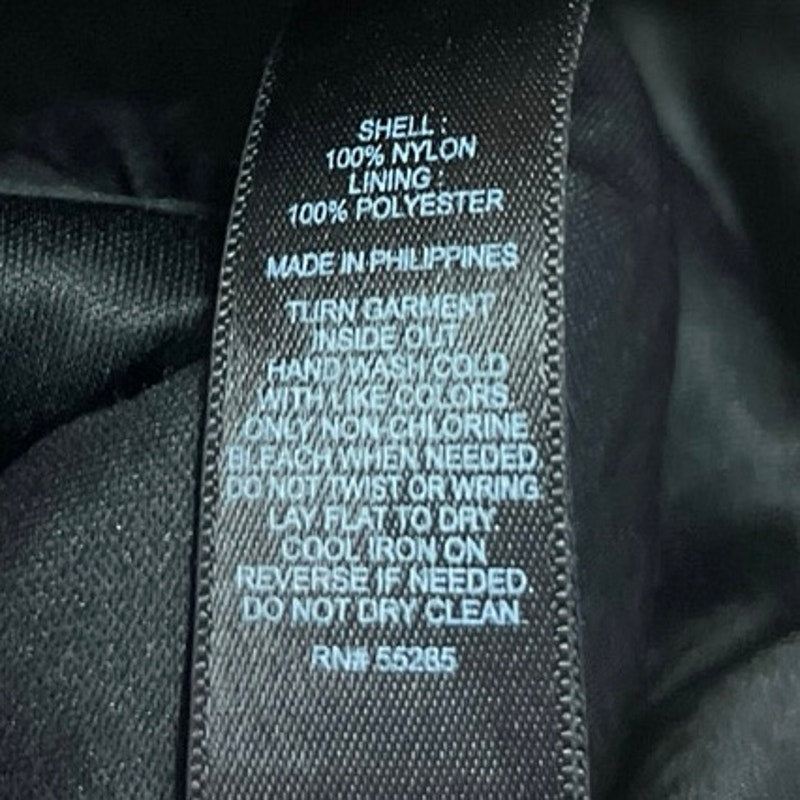 SHELL :
100% NYLON
LINING :
100% POLYESTER
MADE IN PHILIPPINES
TURN GARMENT
INSIDE OUT
HAND WASH COLD
WITH LIKE COLORS
ONLY NON-CHLORINE
BLEACH WHEN NEEDED
DO NOT TWIST OR WRING
LAY FLAT TO DRY
COOL IRON ON
REVERSE IF NEEDED.
DO NOT DRY CLEAN
RN# 55285